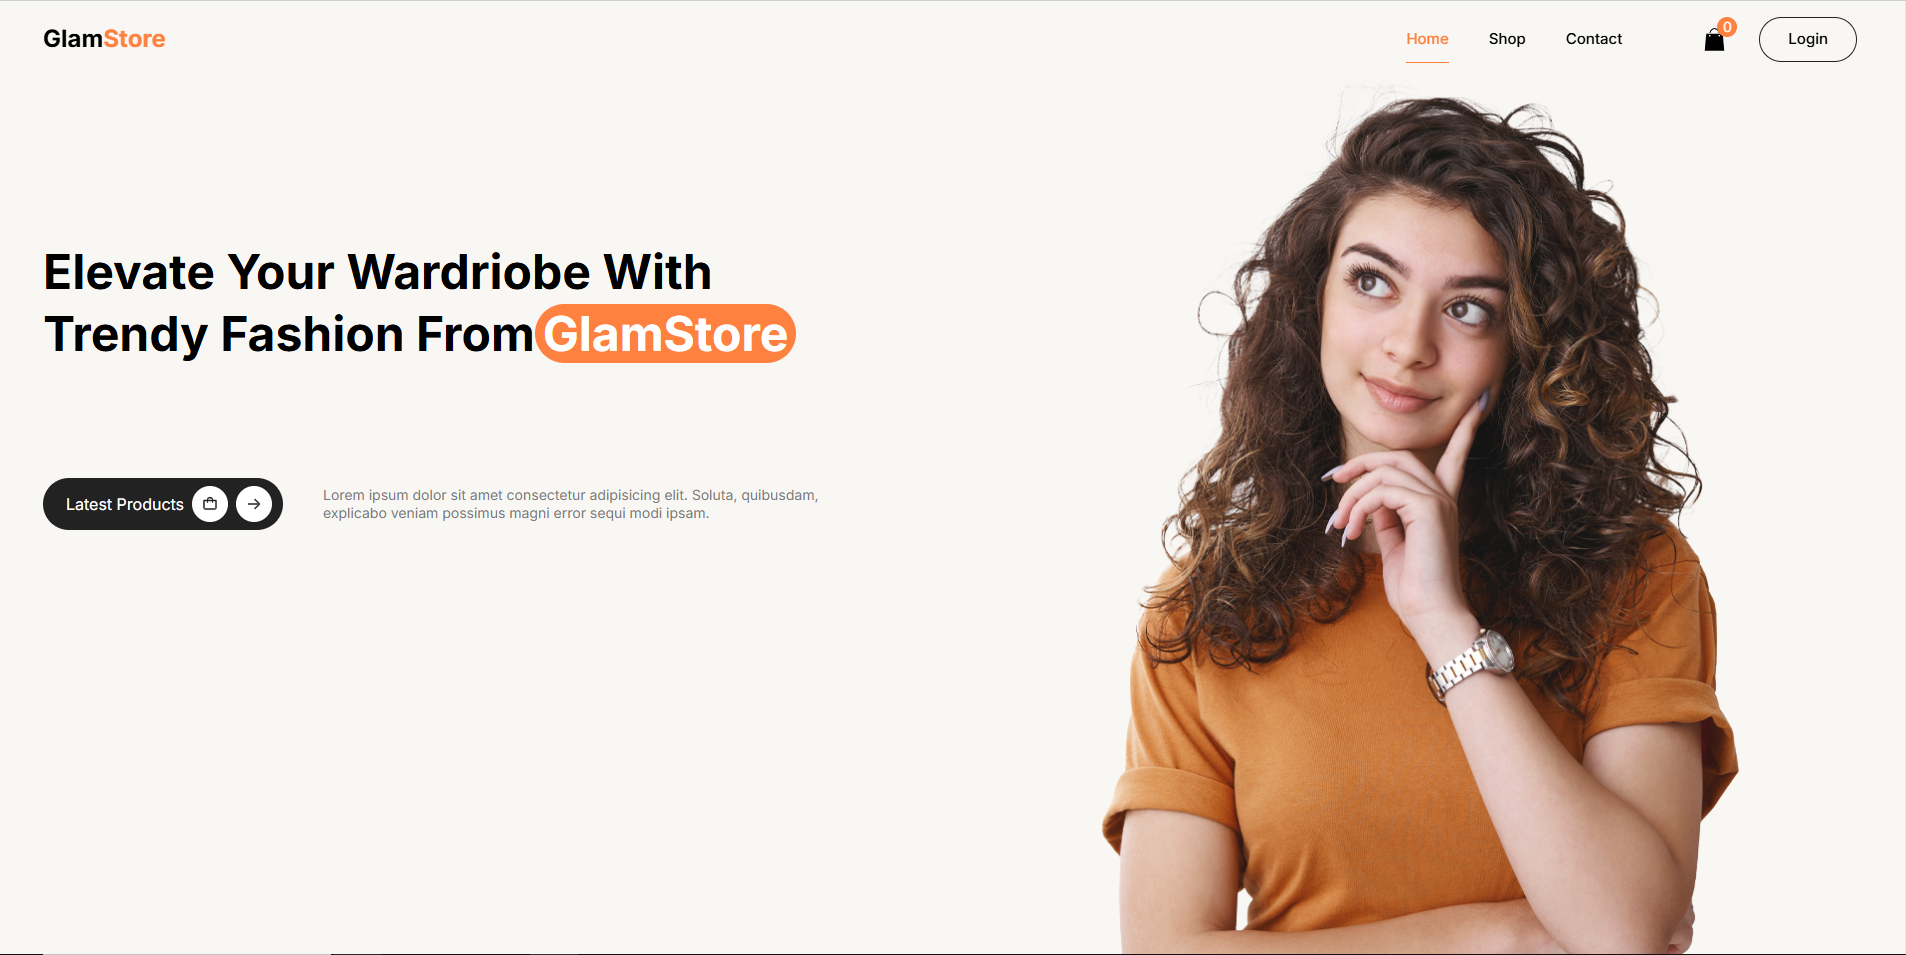 GlamStore
Home Shop Contact 0 Login
Elevate Your Wardriobe With
Trendy Fashion From GlamStore
Latest Products
Lorem ipsum dolor sit amet consectetur adipisicing elit. Soluta, quibusdam,
explicabo veniam possimus magni error sequi modi ipsam.